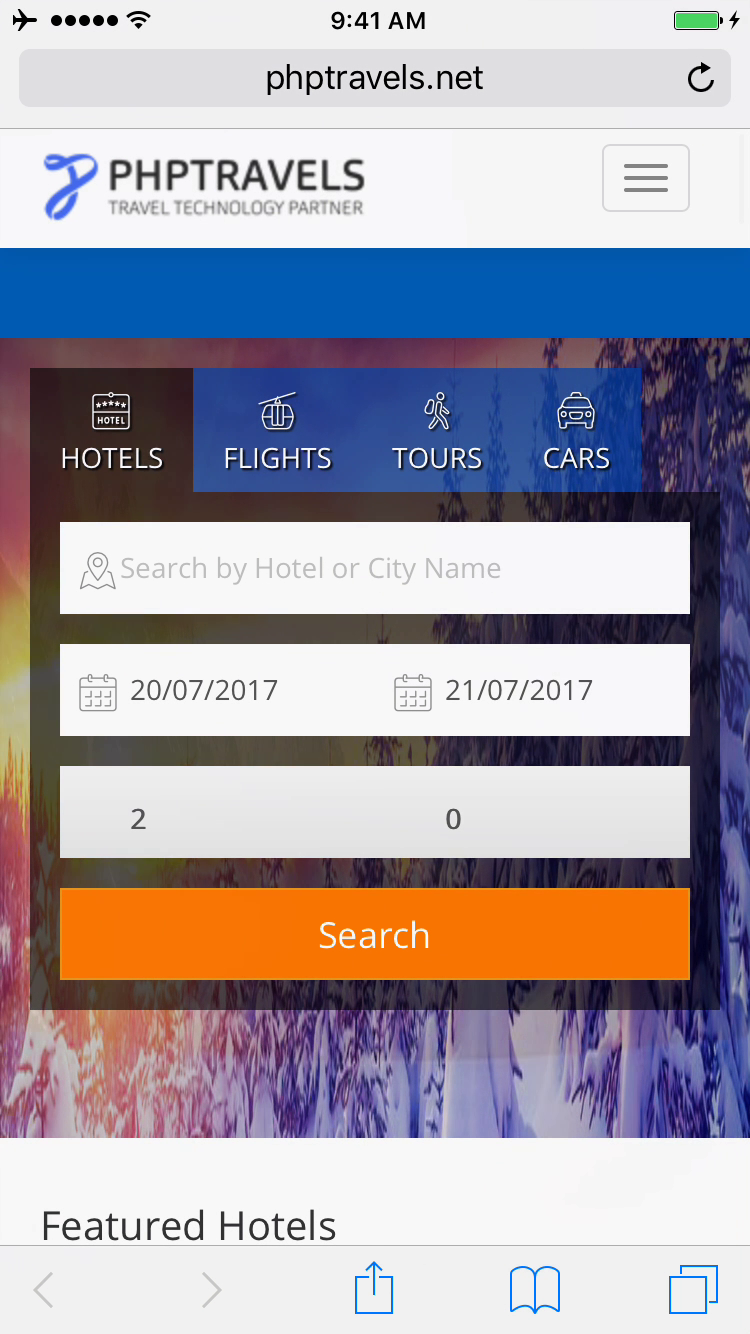 9:41 AM
phptravels.net
PHPTRAVELS
TRAVEL TECHNOLOGY PARTNER
HOTEL
HOTELS FLIGHTS TOURS CARS
Search by Hotel or City Name
20/07/2017 21/07/2017
2 0
Search
Featured Hotels